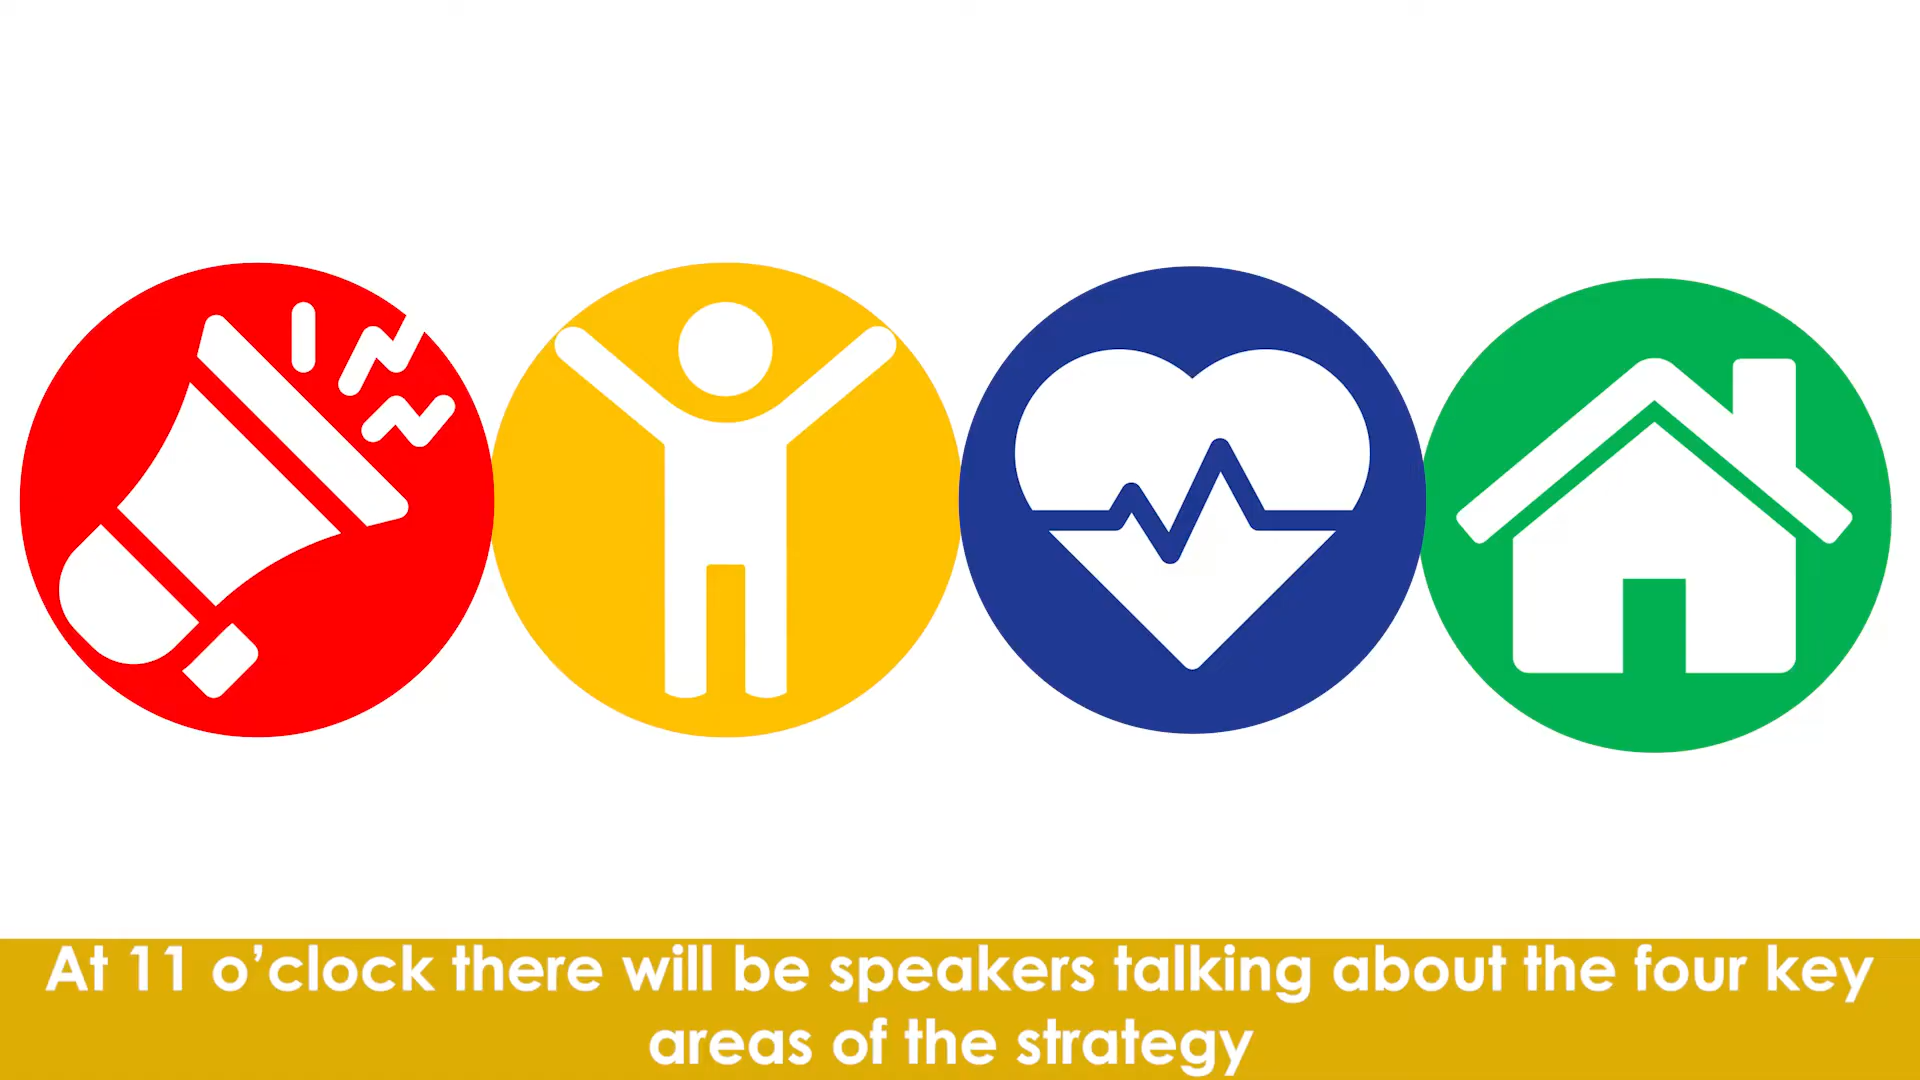 At 11 o’clock there will be speakers talking about the four key
areas of the strategy